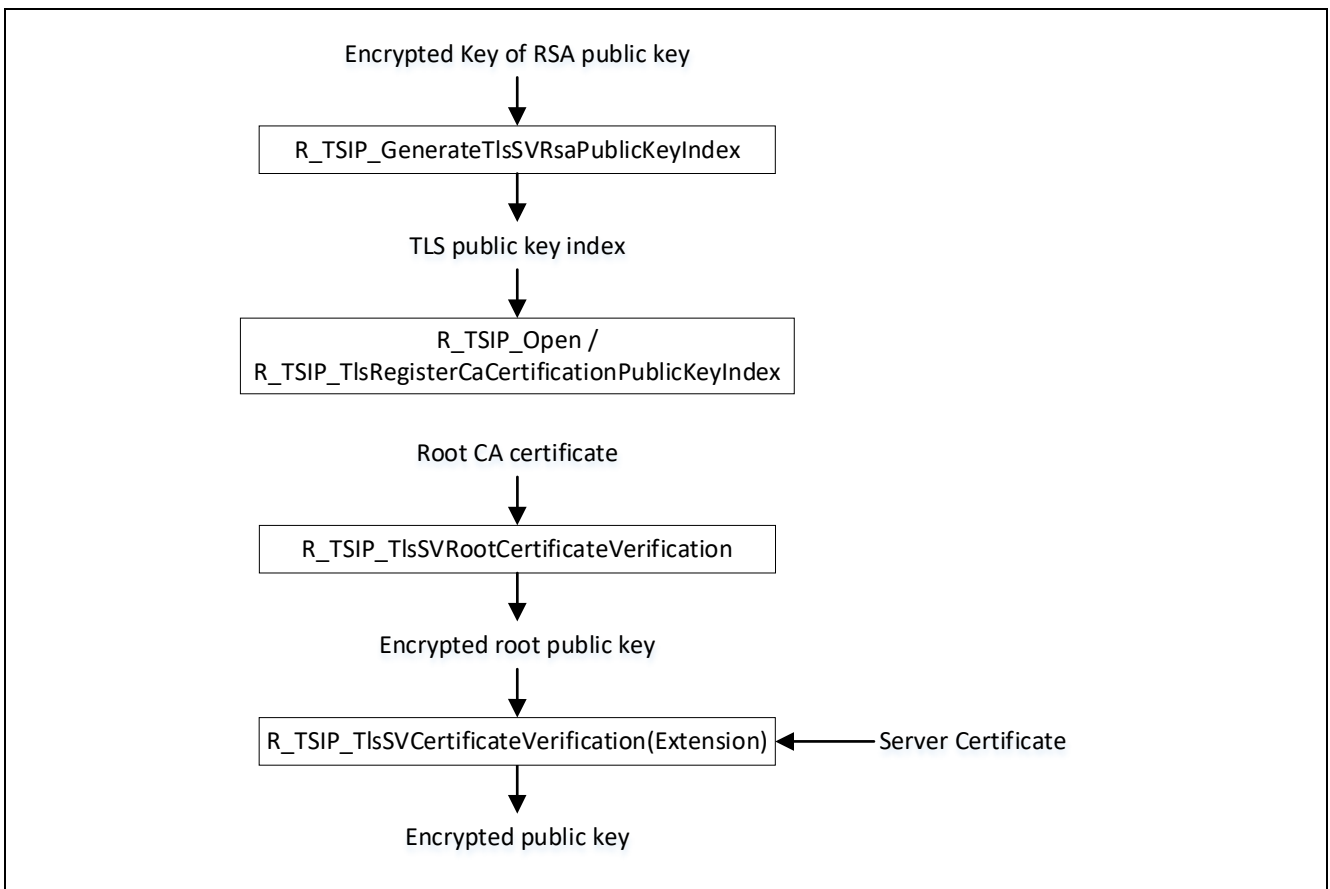 Encrypted Key of RSA public key
R_TSIP_GenerateTlsSVRsaPublicKeyIndex
TLS public key index
R_TSIP_Open /
R_TSIP_TlsRegisterCaCertificationPublicKeyIndex
Root CA certificate
R_TSIP_TlsSVRootCertificateVerification
Encrypted root public key
R_TSIP_TlsSVCertificateVerification(Extension)
Server Certificate
Encrypted public key